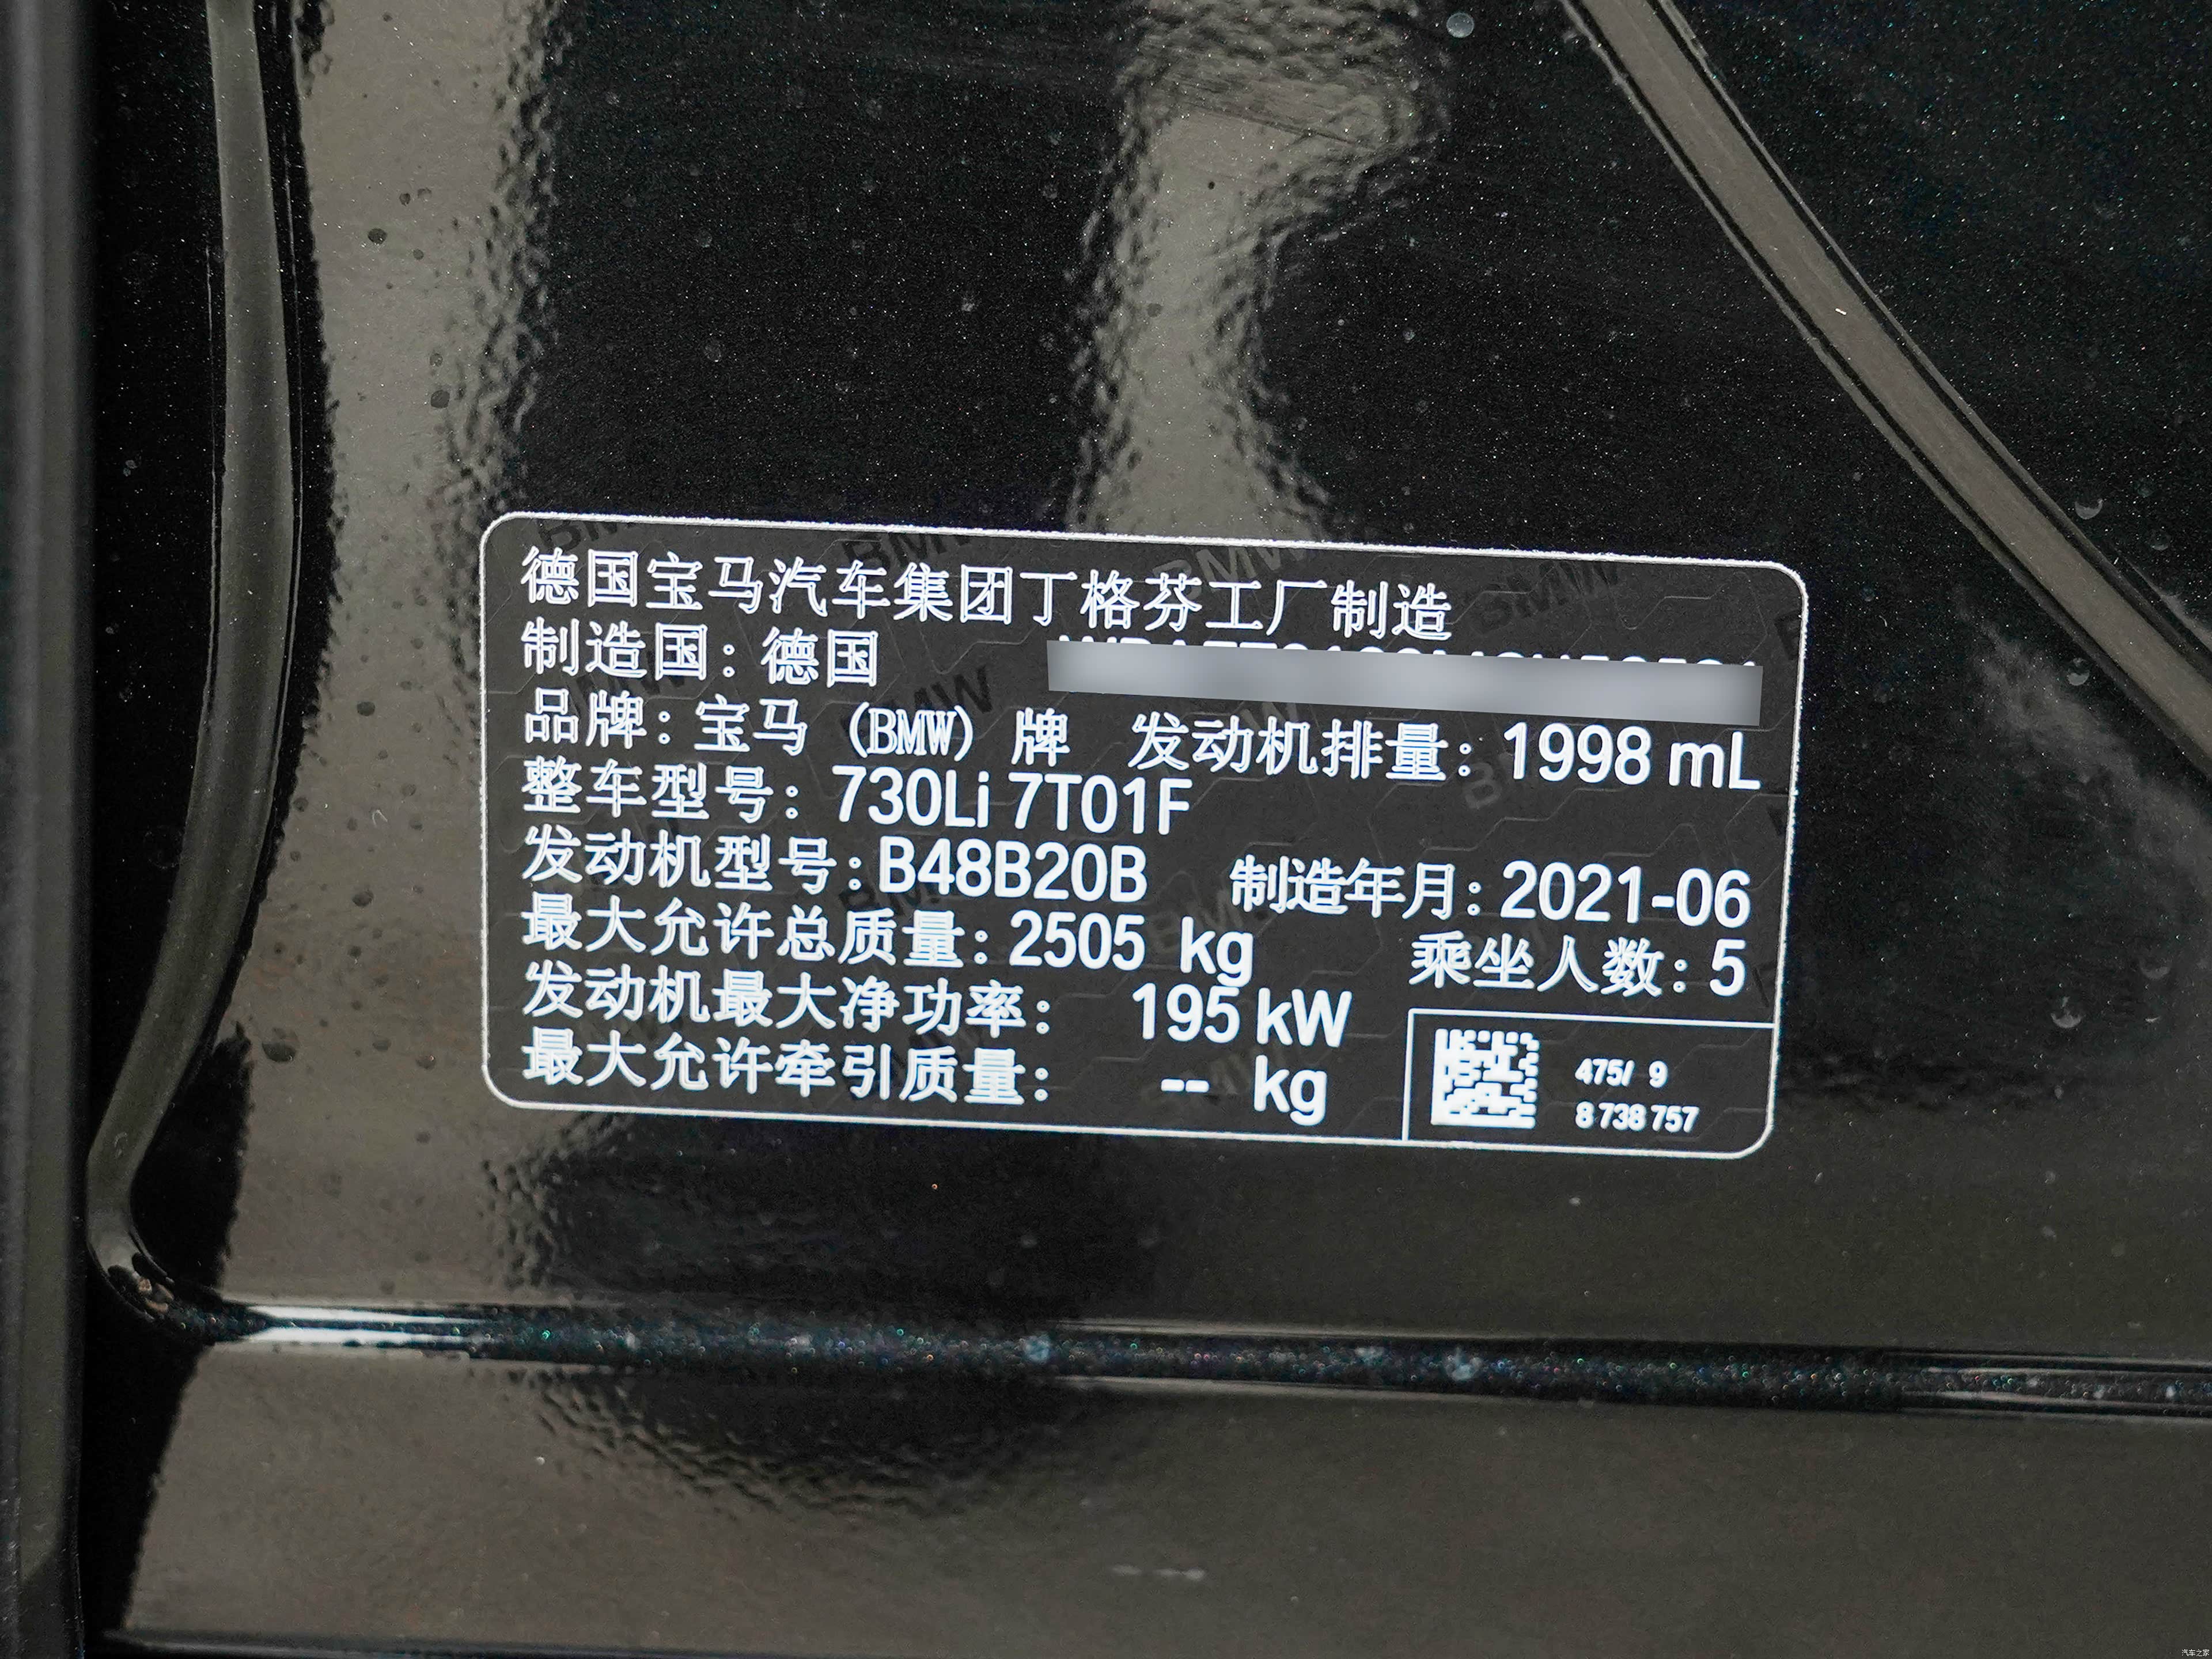 德国宝马汽车集团丁格芬工厂制造
制造国：德国
品牌：宝马（BMW）牌 发动机排量：1998 mL
整车型号：730Li 7T01F
发动机型号：B48B20B 制造年月：2021-06
最大允许总质量：2505 kg 乘坐人数：5
发动机最大净功率： 195 kW
最大允许牵引质量： -- kg
475/ 9
8 738 757
汽车之家